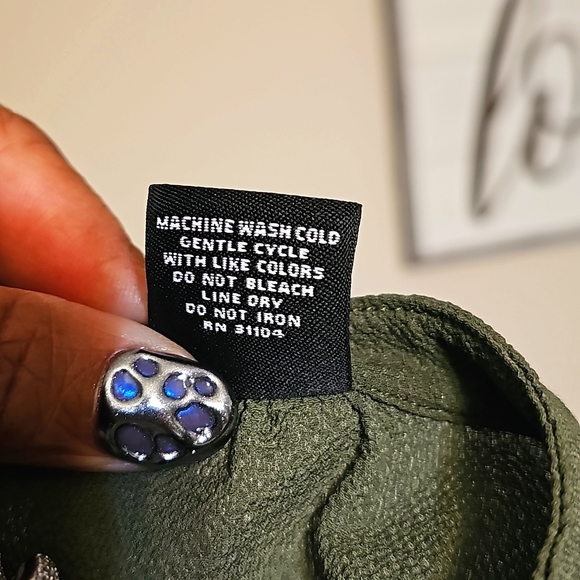 MACHINE WASH COLD
GENTLE CYCLE
WITH LIKE COLORS
DO NOT BLEACH
LINE DRY
DO NOT IRON
RN 31104